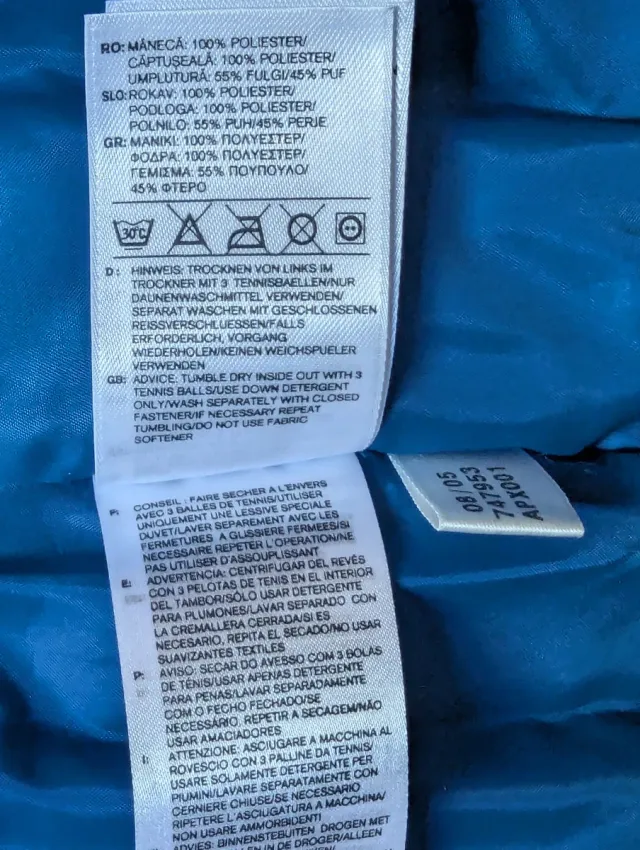 RO: MÂNECĂ: 100% POLIESTER/
CĂPTUŞEALĂ: 100% POLIESTER/
UMPLUTURĂ: 55% FULGI/45% PUF
SLO: ROKAV: 100% POLIESTER/
PODLOGA: 100% POLIESTER/
POLNILO: 55% PUH/45% PERJE
GR: ΜΑΝΙΚΙ: 100% ΠΟΛΥΕΣΤΕΡ/
ΦΟΔΡΑ: 100% ΠΟΛΥΕΣΤΕΡ/
ΓΕΜΙΣΜΑ: 55% ΠΟΥΠΟΥΛΟ/
45% ΦΤΕΡΟ
30°C
D: HINWEIS: TROCKNEN VON LINKS IM
TROCKNER MIT 3 TENNISBAELLEN/NUR
DAUNENWASCHMITTEL VERWENDEN/
SEPARAT WASCHEN MIT GESCHLOSSENEN
REISSVERSCHLUESSEN/FALLS
ERFORDERLICH, VORGANG
WIEDERHOLEN/KEINEN WEICHSPUELER
VERWENDEN
GB: ADVICE: TUMBLE DRY INSIDE OUT WITH 3
TENNIS BALLS/USE DOWN DETERGENT
ONLY/WASH SEPARATELY WITH CLOSED
FASTENER/IF NECESSARY REPEAT
TUMBLING/DO NOT USE FABRIC
SOFTENER
08/05
747853
APX001
F: CONSEIL: FAIRE SECHER A L'ENVERS
AVEC 3 BALLES DE TENNIS/UTILISER
UNIQUEMENT UNE LESSIVE SPECIALE
DUVET/LAVER SEPAREMENT AVEC LES
FERMETURES A GLISSIERE FERMEES/SI
NECESSAIRE REPETER L'OPERATION/NE
PAS UTILISER D'ASSOUPLISSANT
E: ADVERTENCIA: CENTRIFUGAR DEL REVÉS
CON 3 PELOTAS DE TENIS EN EL INTERIOR
DEL TAMBOR/SÓLO USAR DETERGENTE
PARA PLUMONES/LAVAR SEPARADO CON
LA CREMALLERA CERRADA/SI ES
NECESARIO, REPITA EL SECADO/NO USAR
SUAVIZANTES TEXTILES
P: AVISO: SECAR DO AVESSO COM 3 BOLAS
DE TÉNIS/USAR APENAS DETERGENTE
PARA PENAS/LAVAR SEPARADAMENTE
COM O FECHO FECHADO/SE
NECESSÁRIO, REPETIR A SECAGEM/NÃO
USAR AMACIADORES
I: ATTENZIONE: ASCIUGARE A MACCHINA AL
ROVESCIO CON 3 PALLINE DA TENNIS/
USARE SOLAMENTE DETERGENTE PER
PIUMINI/LAVARE SEPARATAMENTE CON
CERNIERE CHIUSE/SE NECESSARIO
RIPETERE L'ASCIUGATURA A MACCHINA/
NON USARE AMMORBIDENTI
ADVIES: BINNENSTEBUITEN DROGEN MET